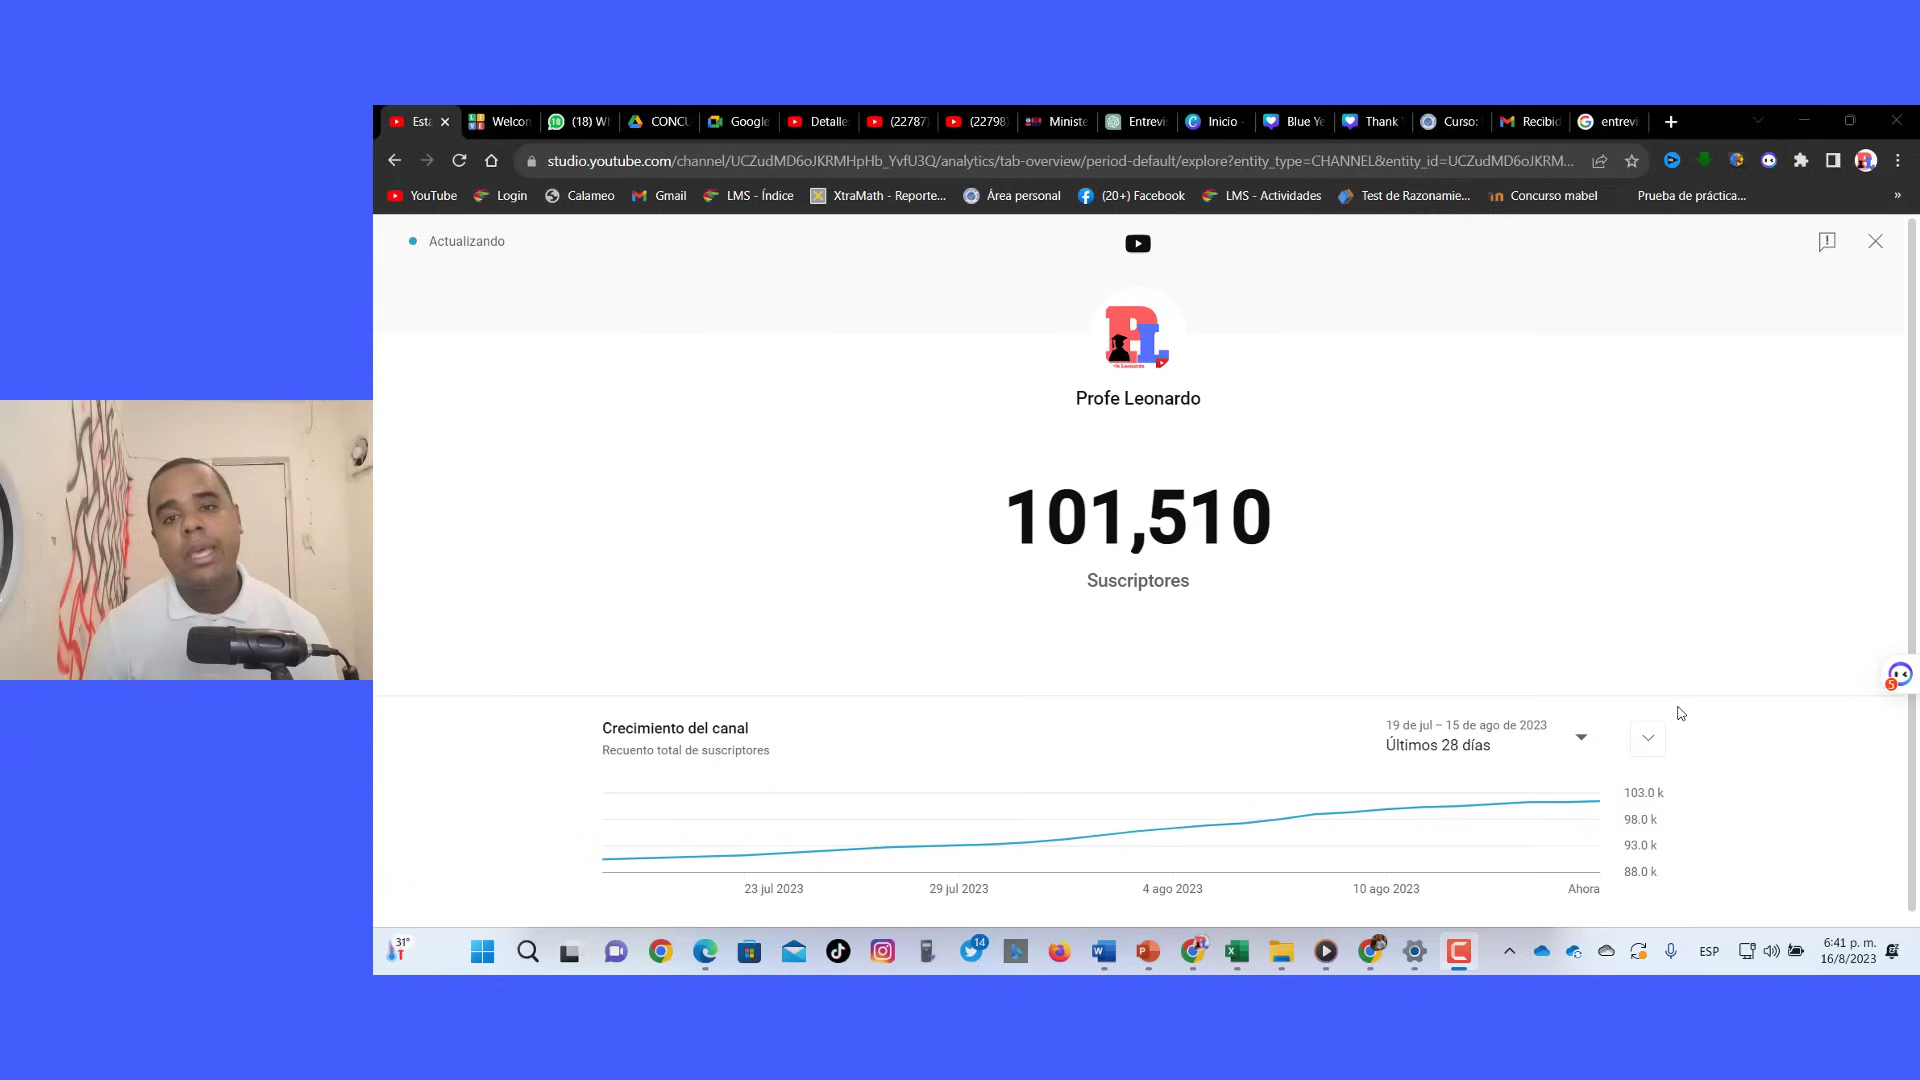 Esta
Welcon
(18) W
CONCU
Google
Detalle
(22787)
(22798)
Ministe
Entrevis
Inicio -
Blue Ye
Thank
Curso:
Recibid
entrevi
studio.youtube.com/channel/UCZudMD6oJKRMHpHb_YvfU3Q/analytics/tab-overview/period-default/explore?entity_type=CHANNEL&entity_id=UCZudMD6oJKRM...
YouTube
Login
Calameo
Gmail
LMS - Índice
XtraMath - Reporte...
Área personal
(20+) Facebook
LMS - Actividades
Test de Razonamie...
Concurso mabel
Prueba de práctica...
»
Actualizando
PL
Profe Leonardo
101,510
Suscriptores
5
Crecimiento del canal
Recuento total de suscriptores
19 de jul – 15 de ago de 2023
Últimos 28 días
103.0 k
98.0 k
93.0 k
88.0 k
23 jul 2023
29 jul 2023
4 ago 2023
10 ago 2023
Ahora
31°
14
ESP
6:41 p. m.
16/8/2023